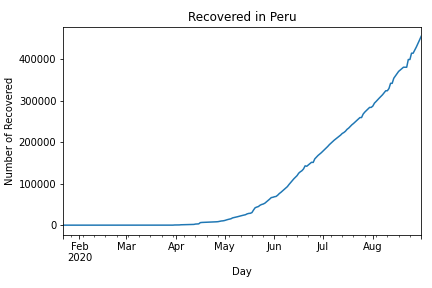 Recovered in Peru
Number of Recovered
400000
300000
200000
100000
0
Feb Mar Apr May Jun Jul Aug
2020
Day